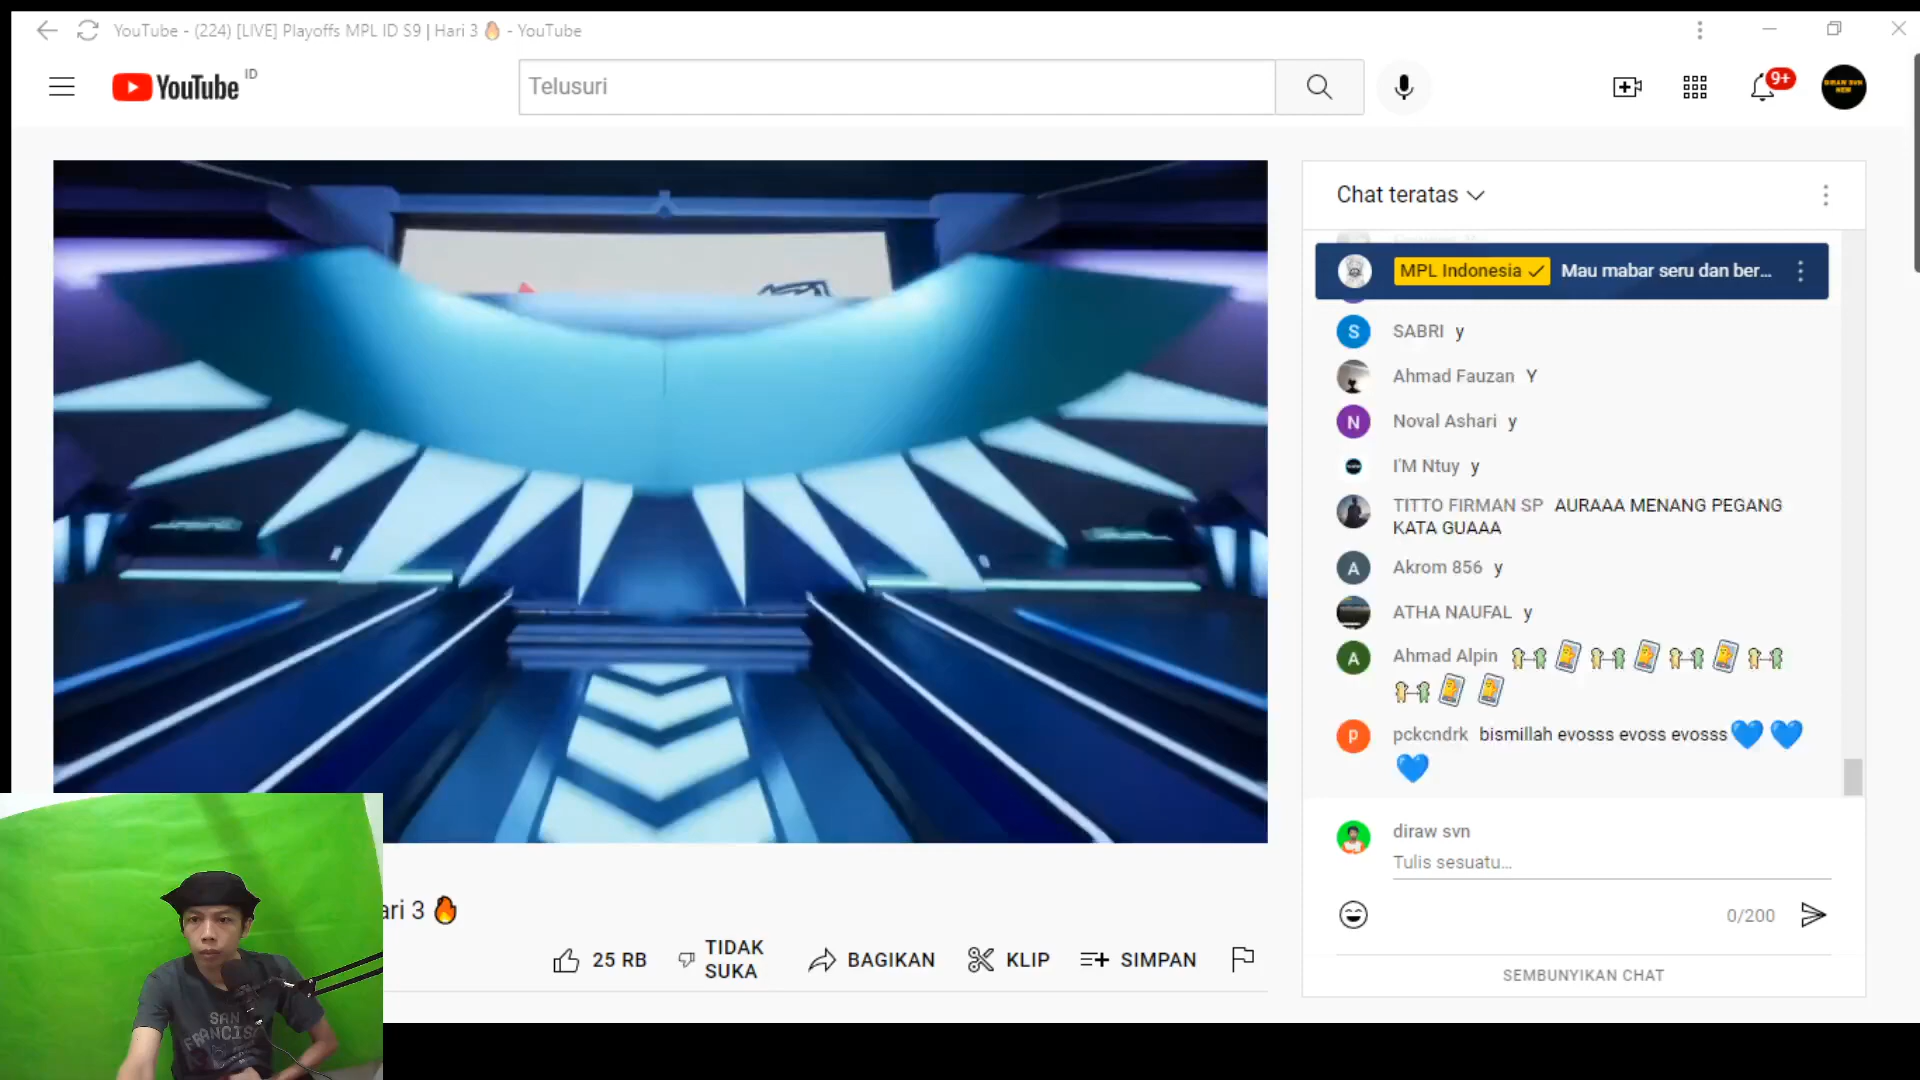 YouTube - (224) [LIVE] Playoffs MPL ID S9 | Hari 3 🔥 - YouTube
YouTube ID
Telusuri
9+
Chat teratas
MPL Indonesia Mau mabar seru dan ber...
S SABRI y
Ahmad Fauzan Y
N Noval Ashari y
I'M Ntuy y
TITTO FIRMAN SP AURAAA MENANG PEGANG
KATA GUAAA
A Akrom 856 y
ATHA NAUFAL y
A Ahmad Alpin
p pckcndrk bismillah evosss evoss evosss💙💙
💙
diraw svn
Tulis sesuatu...
0/200
SEMBUNYIKAN CHAT
ari 3 🔥
25 RB
TIDAK
SUKA
BAGIKAN
KLIP
SIMPAN
SAN
FRANCISC